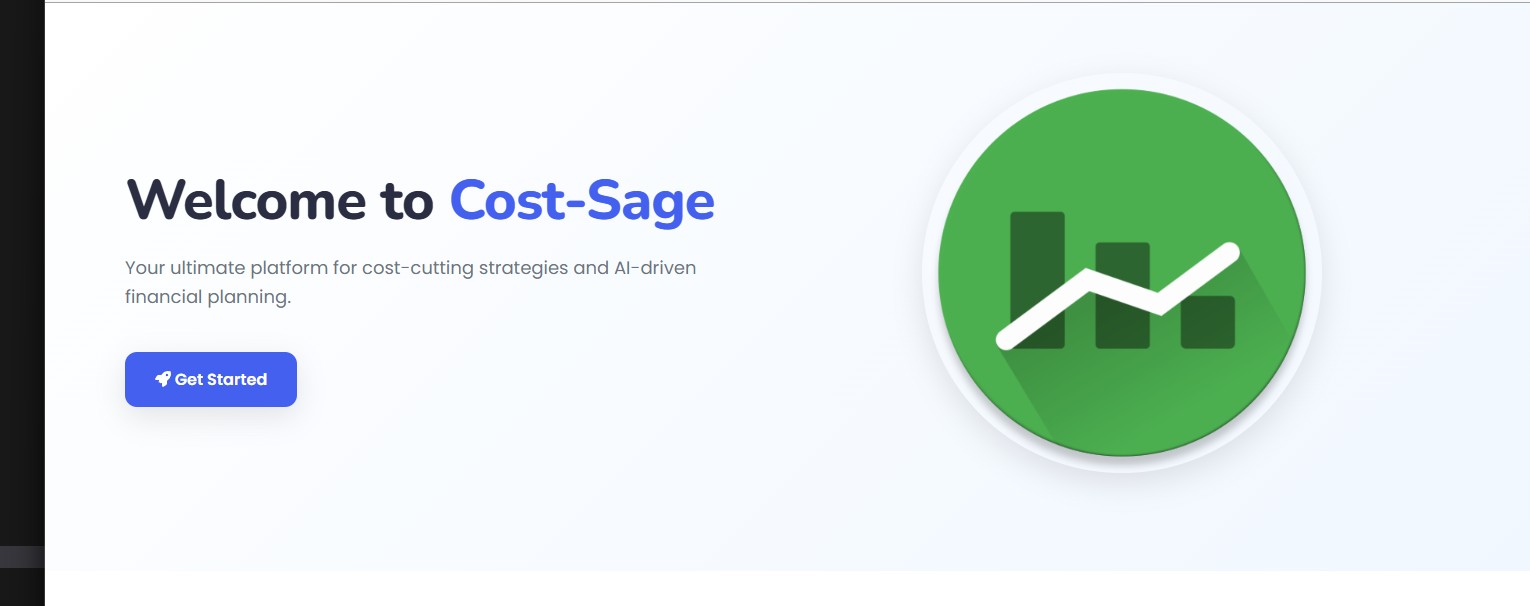 Welcome to Cost-Sage
Your ultimate platform for cost-cutting strategies and AI-driven
financial planning.
Get Started